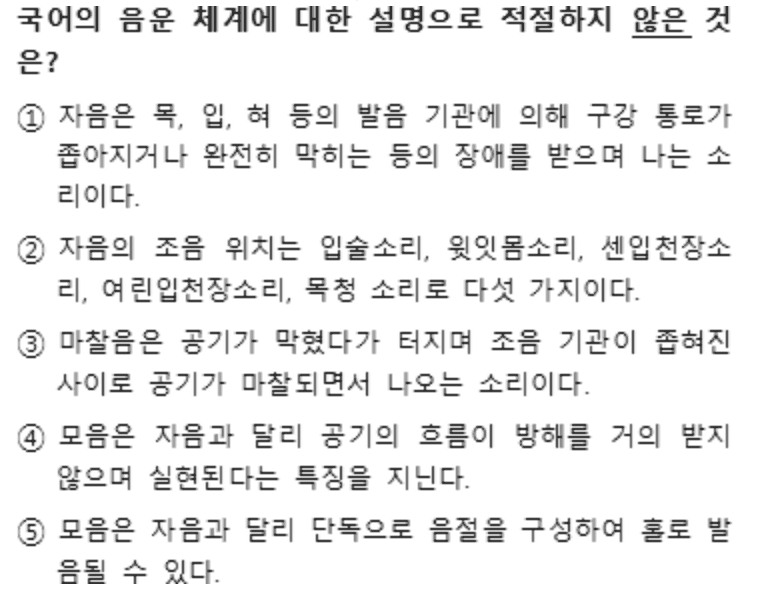 국어의 음운 체계에 대한 설명으로 적절하지 않은 것
은?
① 자음은 목, 입, 혀 등의 발음 기관에 의해 구강 통로가
좁아지거나 완전히 막히는 등의 장애를 받으며 나는 소
리이다.
② 자음의 조음 위치는 입술소리, 윗잇몸소리, 센입천장소
리, 여린입천장소리, 목청 소리로 다섯 가지이다.
③ 마찰음은 공기가 막혔다가 터지며 조음 기관이 좁혀진
사이로 공기가 마찰되면서 나오는 소리이다.
④ 모음은 자음과 달리 공기의 흐름이 방해를 거의 받지
않으며 실현된다는 특징을 지닌다.
⑤ 모음은 자음과 달리 단독으로 음절을 구성하여 홀로 발
음될 수 있다.